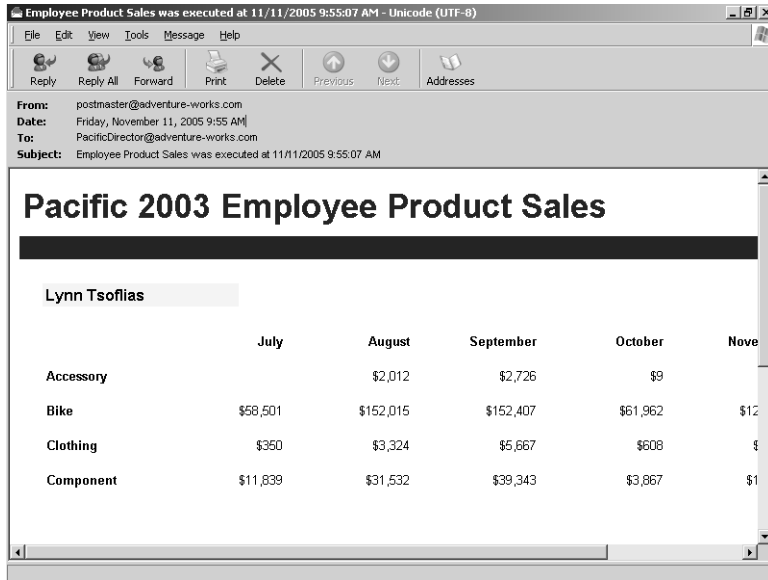 Employee Product Sales was executed at 11/11/2005 9:55:07 AM - Unicode (UTF-8)
File Edit View Tools Message Help
Reply Reply All Forward Print Delete Previous Next Addresses
From: postmaster@adventure-works.com
Date: Friday, November 11, 2005 9:55 AM
To: PacificDirector@adventure-works.com
Subject: Employee Product Sales was executed at 11/11/2005 9:55:07 AM
Pacific 2003 Employee Product Sales
Lynn Tsoflias
July August September October Nove
Accessory $2,012 $2,726 $9
Bike $58,501 $152,015 $152,407 $61,962 $12
Clothing $350 $3,324 $5,667 $608 $
Component $11,839 $31,532 $39,343 $3,867 $1